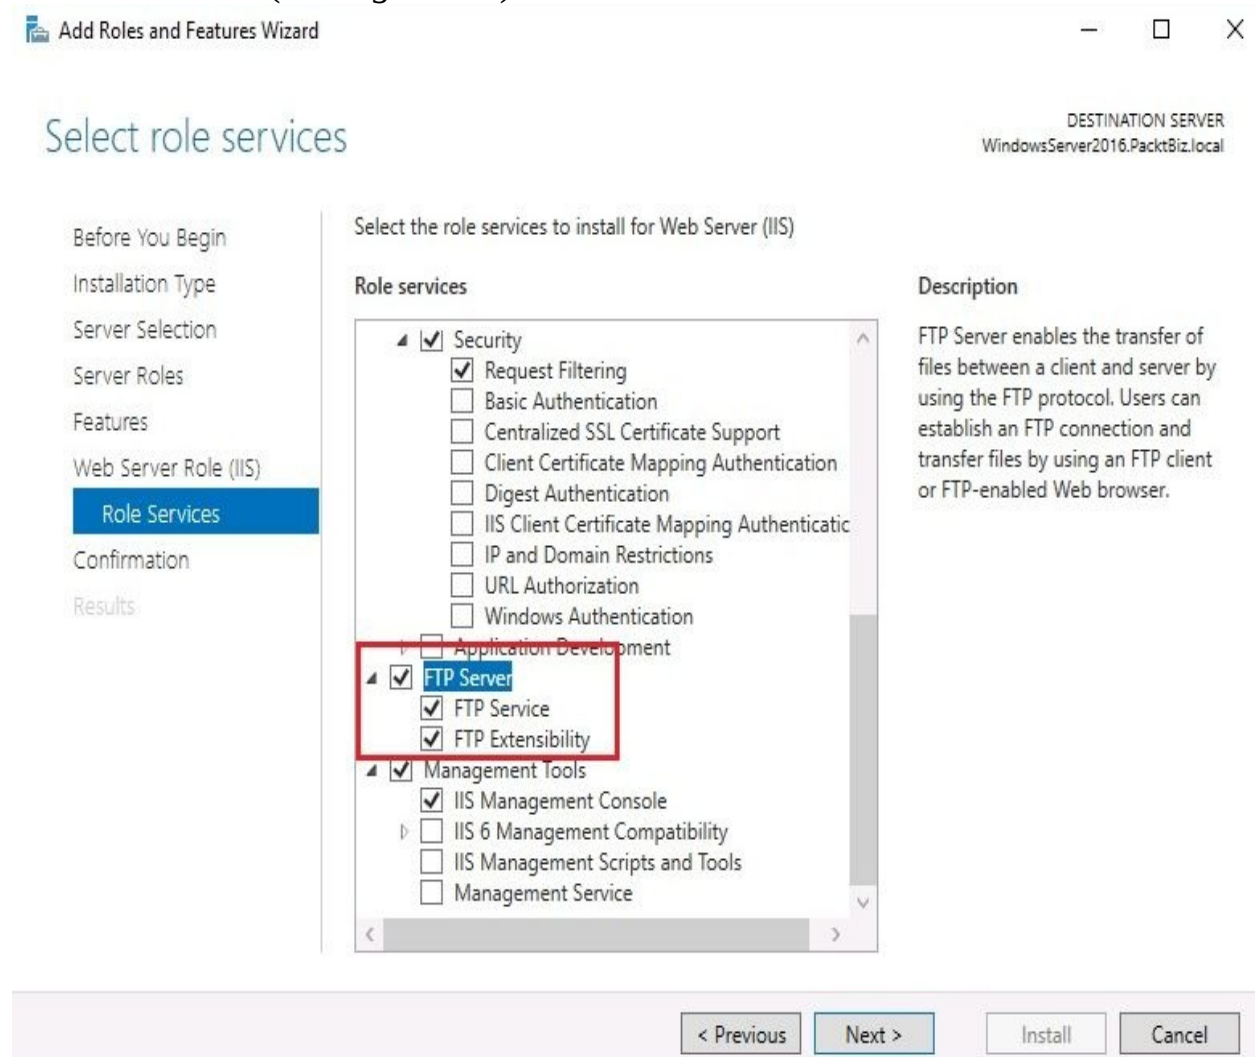 Add Roles and Features Wizard
Select role services
DESTINATION SERVER
WindowsServer2016.PacktBiz.local
Before You Begin
Installation Type
Server Selection
Server Roles
Features
Web Server Role (IIS)
Role Services
Confirmation
Results
Select the role services to install for Web Server (IIS)
Role services
Security
Request Filtering
Basic Authentication
Centralized SSL Certificate Support
Client Certificate Mapping Authentication
Digest Authentication
IIS Client Certificate Mapping Authenticatic
IP and Domain Restrictions
URL Authorization
Windows Authentication
Application Development
FTP Server
FTP Service
FTP Extensibility
Management Tools
IIS Management Console
IIS 6 Management Compatibility
IIS Management Scripts and Tools
Management Service
Description
FTP Server enables the transfer of
files between a client and server by
using the FTP protocol. Users can
establish an FTP connection and
transfer files by using an FTP client
or FTP-enabled Web browser.
< Previous
Next >
Install
Cancel